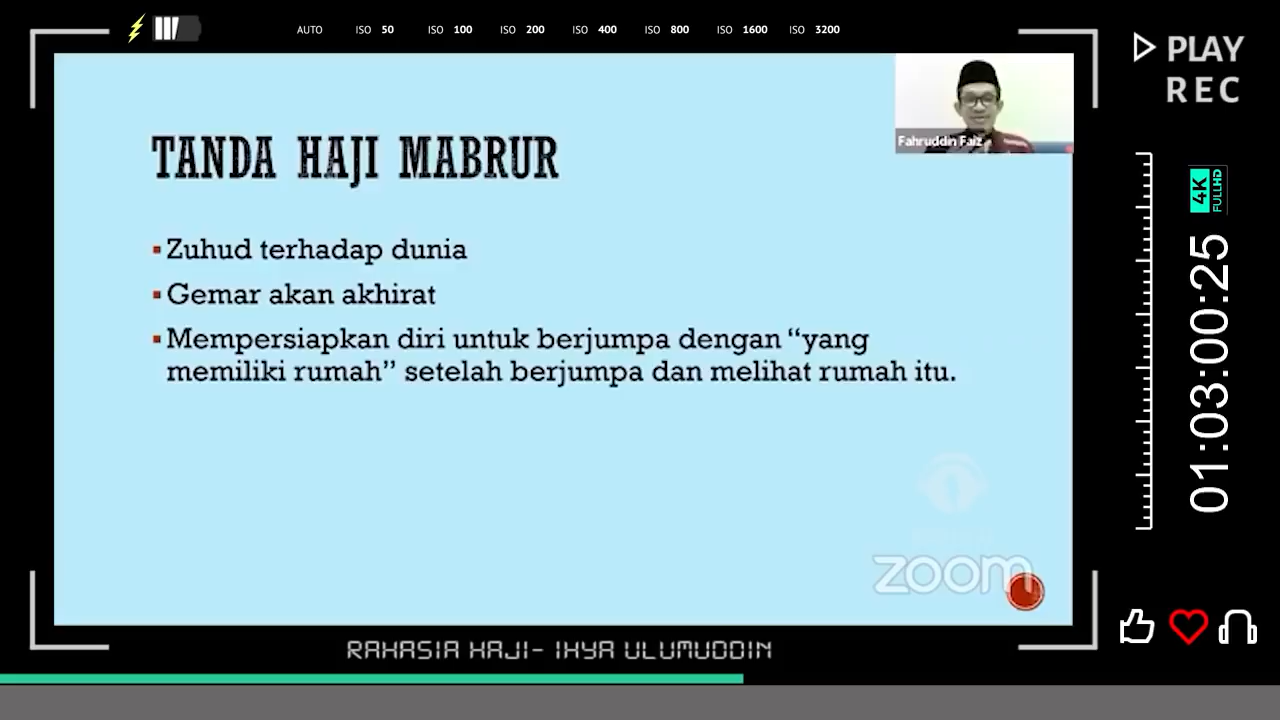 AUTO ISO 50 ISO 100 ISO 200 ISO 400 ISO 800 ISO 1600 ISO 3200
PLAY
REC
Fahruddin Faiz
TANDA HAJI MABRUR
Zuhud terhadap dunia
Gemar akan akhirat
Mempersiapkan diri untuk berjumpa dengan “yang
memiliki rumah” setelah berjumpa dan melihat rumah itu.
4K
FULLHD
01:03:00:25
zoom
RAHASIA HAJI- IHYA ULUMUDDIN